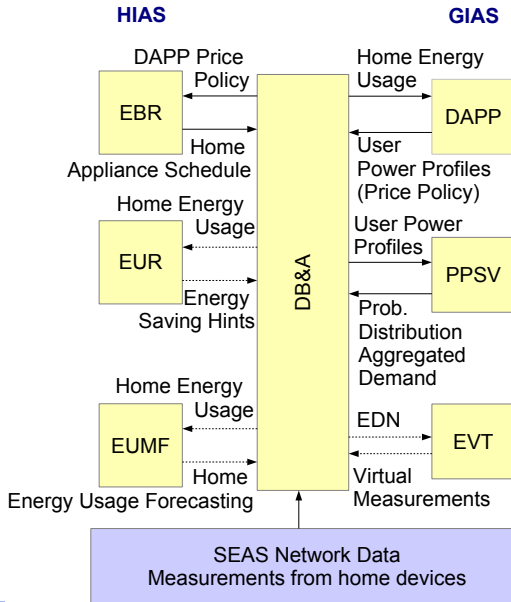 HIAS
GIAS
DAPP Price
Policy
EBR
Home
Appliance Schedule
Home Energy
Usage
EUR
Energy
Saving Hints
Home Energy
Usage
EUMF
Home
Energy Usage Forecasting
DB&A
Home Energy
Usage
DAPP
User
Power Profiles
(Price Policy)
User Power
Profiles
PPSV
Prob.
Distribution
Aggregated
Demand
EDN
EVT
Virtual
Measurements
SEAS Network Data
Measurements from home devices